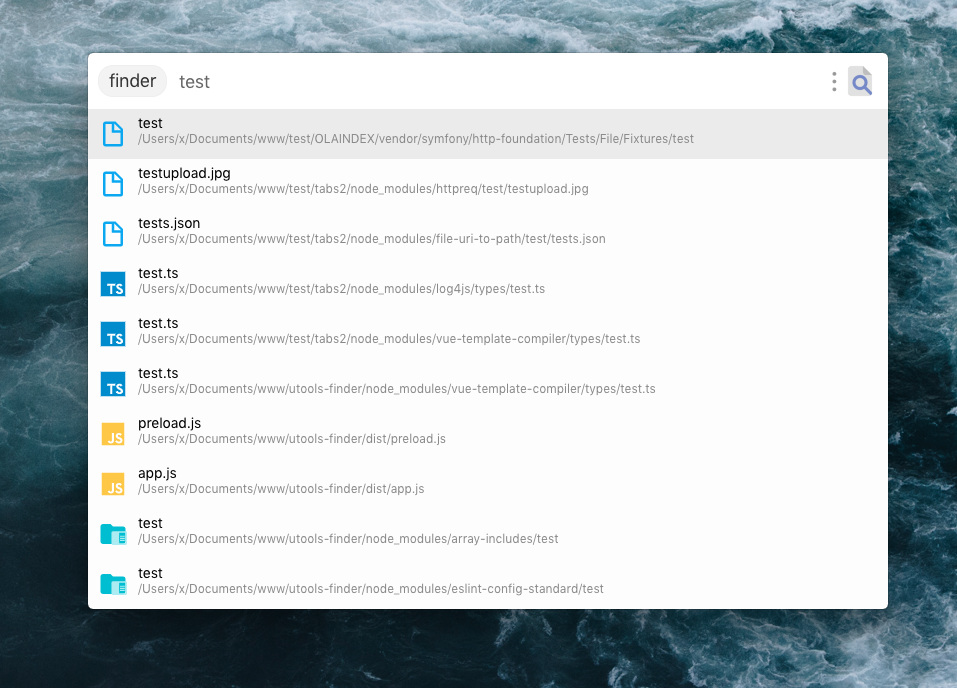 finder test
test
/Users/x/Documents/www/test/OLAINDEX/vendor/symfony/http-foundation/Tests/File/Fixtures/test
testupload.jpg
/Users/x/Documents/www/test/tabs2/node_modules/httpreq/test/testupload.jpg
tests.json
/Users/x/Documents/www/test/tabs2/node_modules/file-uri-to-path/test/tests.json
TS test.ts
/Users/x/Documents/www/test/tabs2/node_modules/log4js/types/test.ts
TS test.ts
/Users/x/Documents/www/test/tabs2/node_modules/vue-template-compiler/types/test.ts
TS test.ts
/Users/x/Documents/www/utools-finder/node_modules/vue-template-compiler/types/test.ts
JS preload.js
/Users/x/Documents/www/utools-finder/dist/preload.js
JS app.js
/Users/x/Documents/www/utools-finder/dist/app.js
test
/Users/x/Documents/www/utools-finder/node_modules/array-includes/test
test
/Users/x/Documents/www/utools-finder/node_modules/eslint-config-standard/test